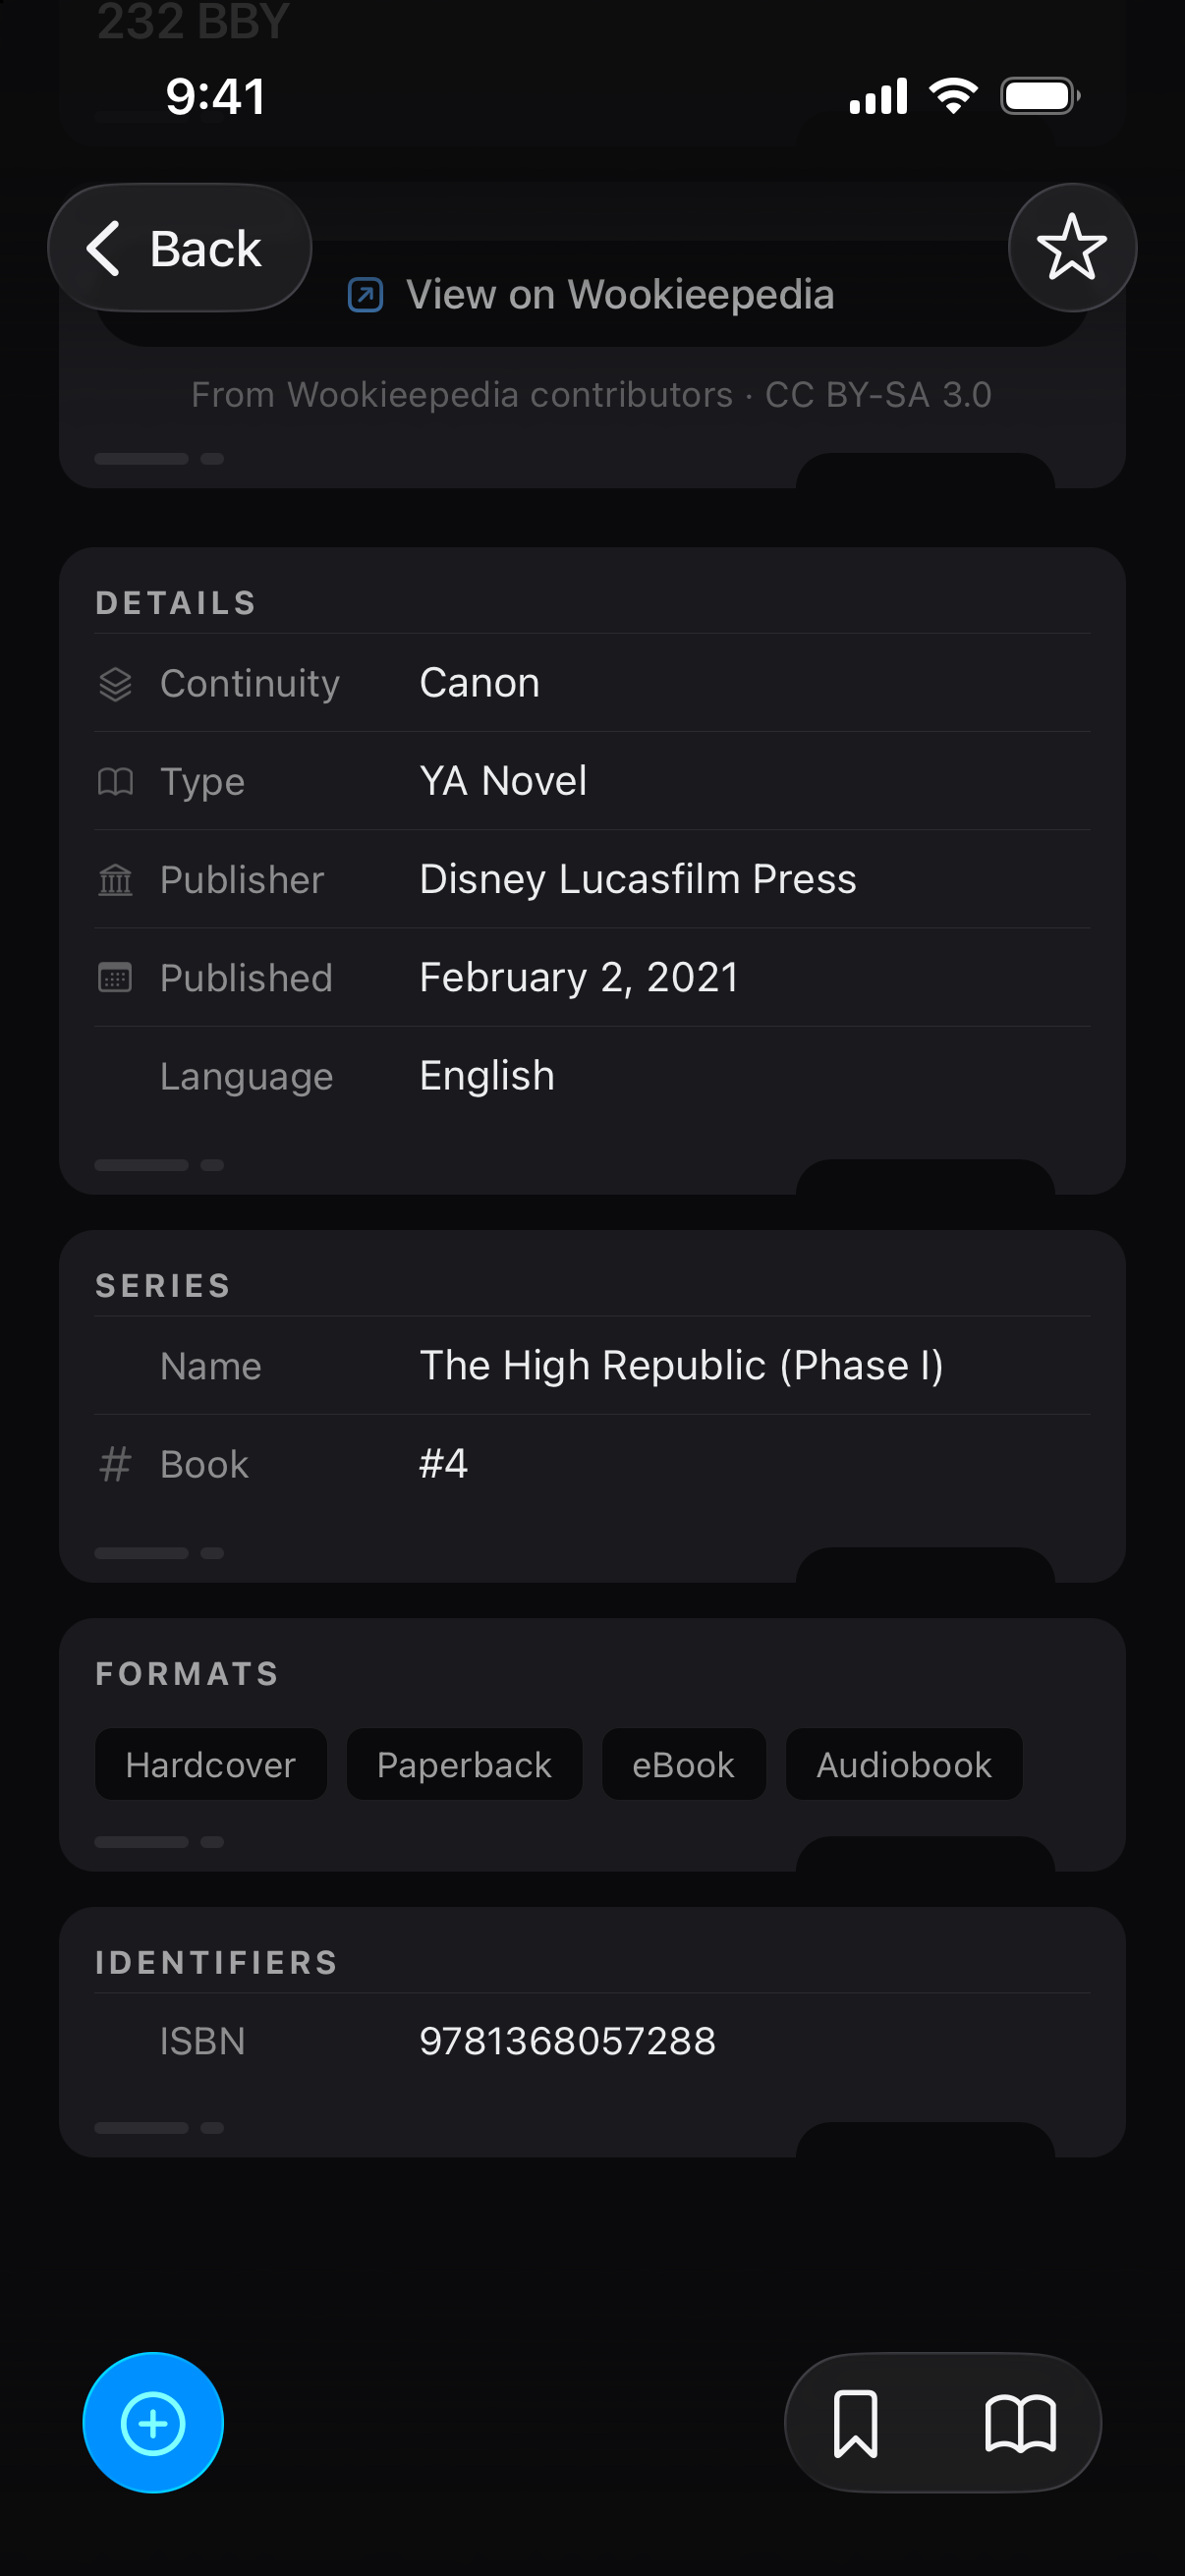 232 BBY
9:41
Back
View on Wookieepedia
From Wookieepedia contributors · CC BY-SA 3.0
DETAILS
Continuity Canon
Type YA Novel
Publisher Disney Lucasfilm Press
Published February 2, 2021
Language English
SERIES
Name The High Republic (Phase I)
# Book #4
FORMATS
Hardcover Paperback eBook Audiobook
IDENTIFIERS
ISBN 9781368057288